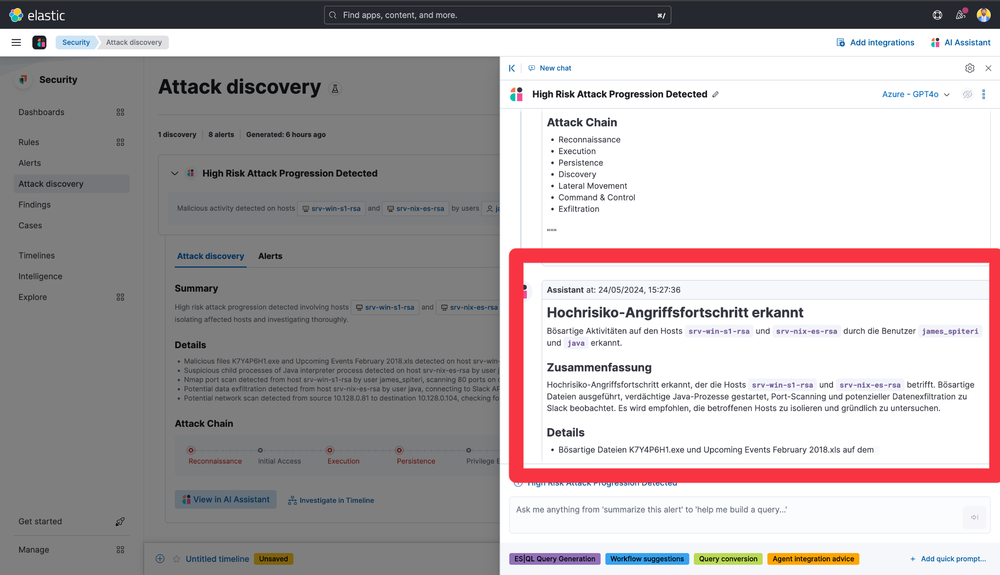 elastic
Find apps, content, and more.
⌘/
Security
Attack discovery
Add integrations
AI Assistant
Security
Dashboards
Rules
Alerts
Attack discovery
Findings
Cases
Timelines
Intelligence
Explore
Get started
Manage
Attack discovery
1 discovery
8 alerts
Generated: 6 hours ago
High Risk Attack Progression Detected
Malicious activity detected on hosts srv-win-s1-rsa and srv-nix-es-rsa by users
Attack discovery
Alerts
Summary
High risk attack progression detected involving hosts srv-win-s1-rsa and srv-nix-es-rsa
isolating affected hosts and investigating thoroughly.
Details
• Malicious files K7Y4P6H1.exe and Upcoming Events February 2018.xls detected on host srv-win-
• Suspicious child processes of Java interpreter process detected on host srv-nix-es-rsa by user
• Nmap port scan detected from host srv-win-s1-rsa by user james_spiteri, scanning 80 ports on
• Potential data exfiltration detected from host srv-nix-es-rsa by user java, connecting to Slack AP
• Potential network scan detected from source 10.128.0.81 to destination 10.128.0.104, checking fo
Attack Chain
Reconnaissance
Initial Access
Execution
Persistence
Privilege E
View in AI Assistant
Investigate in Timeline
Untitled timeline
Unsaved
New chat
High Risk Attack Progression Detected
Azure - GPT4o
Attack Chain
• Reconnaissance
• Execution
• Persistence
• Discovery
• Lateral Movement
• Command & Control
• Exfiltration
"""
Assistant at: 24/05/2024, 15:27:36
Hochrisiko-Angriffsfortschritt erkannt
Bösartige Aktivitäten auf den Hosts srv-win-s1-rsa und srv-nix-es-rsa durch die Benutzer james_spiteri
und java erkannt.
Zusammenfassung
Hochrisiko-Angriffsfortschritt erkannt, der die Hosts srv-win-s1-rsa und srv-nix-es-rsa betrifft. Bösartige
Dateien ausgeführt, verdächtige Java-Prozesse gestartet, Port-Scanning und potenzieller Datenexfiltration zu
Slack beobachtet. Es wird empfohlen, die betroffenen Hosts zu isolieren und gründlich zu untersuchen.
Details
• Bösartige Dateien K7Y4P6H1.exe und Upcoming Events February 2018.xls auf dem
High Risk Attack Progression Detected
Ask me anything from 'summarize this alert' to 'help me build a query...'
ES|QL Query Generation
Workflow suggestions
Query conversion
Agent integration advice
+ Add quick prompt...